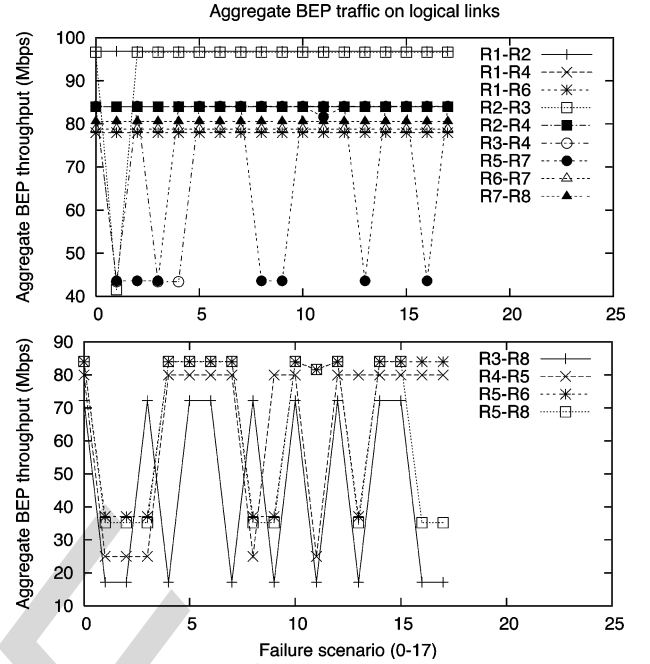 Aggregate BEP traffic on logical links
Aggregate BEP throughput (Mbps)
100
90
80
70
60
50
40
0 5 10 15 20 25
R1-R2
R1-R4
R1-R6
R2-R3
R2-R4
R3-R4
R5-R7
R6-R7
R7-R8
Aggregate BEP throughput (Mbps)
90
80
70
60
50
40
30
20
10
0 5 10 15 20 25
R3-R8
R4-R5
R5-R6
R5-R8
Failure scenario (0-17)